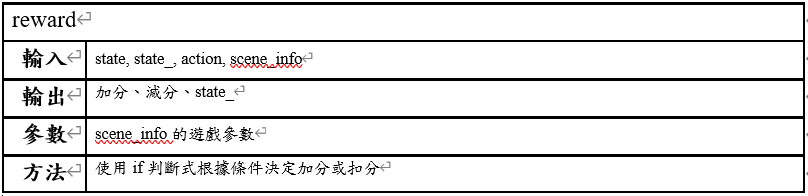 reward
輸入 state, state_, action, scene_info
輸出 加分、減分、state_
參數 scene_info 的遊戲參數
方法 使用 if 判斷式根據條件決定加分或扣分